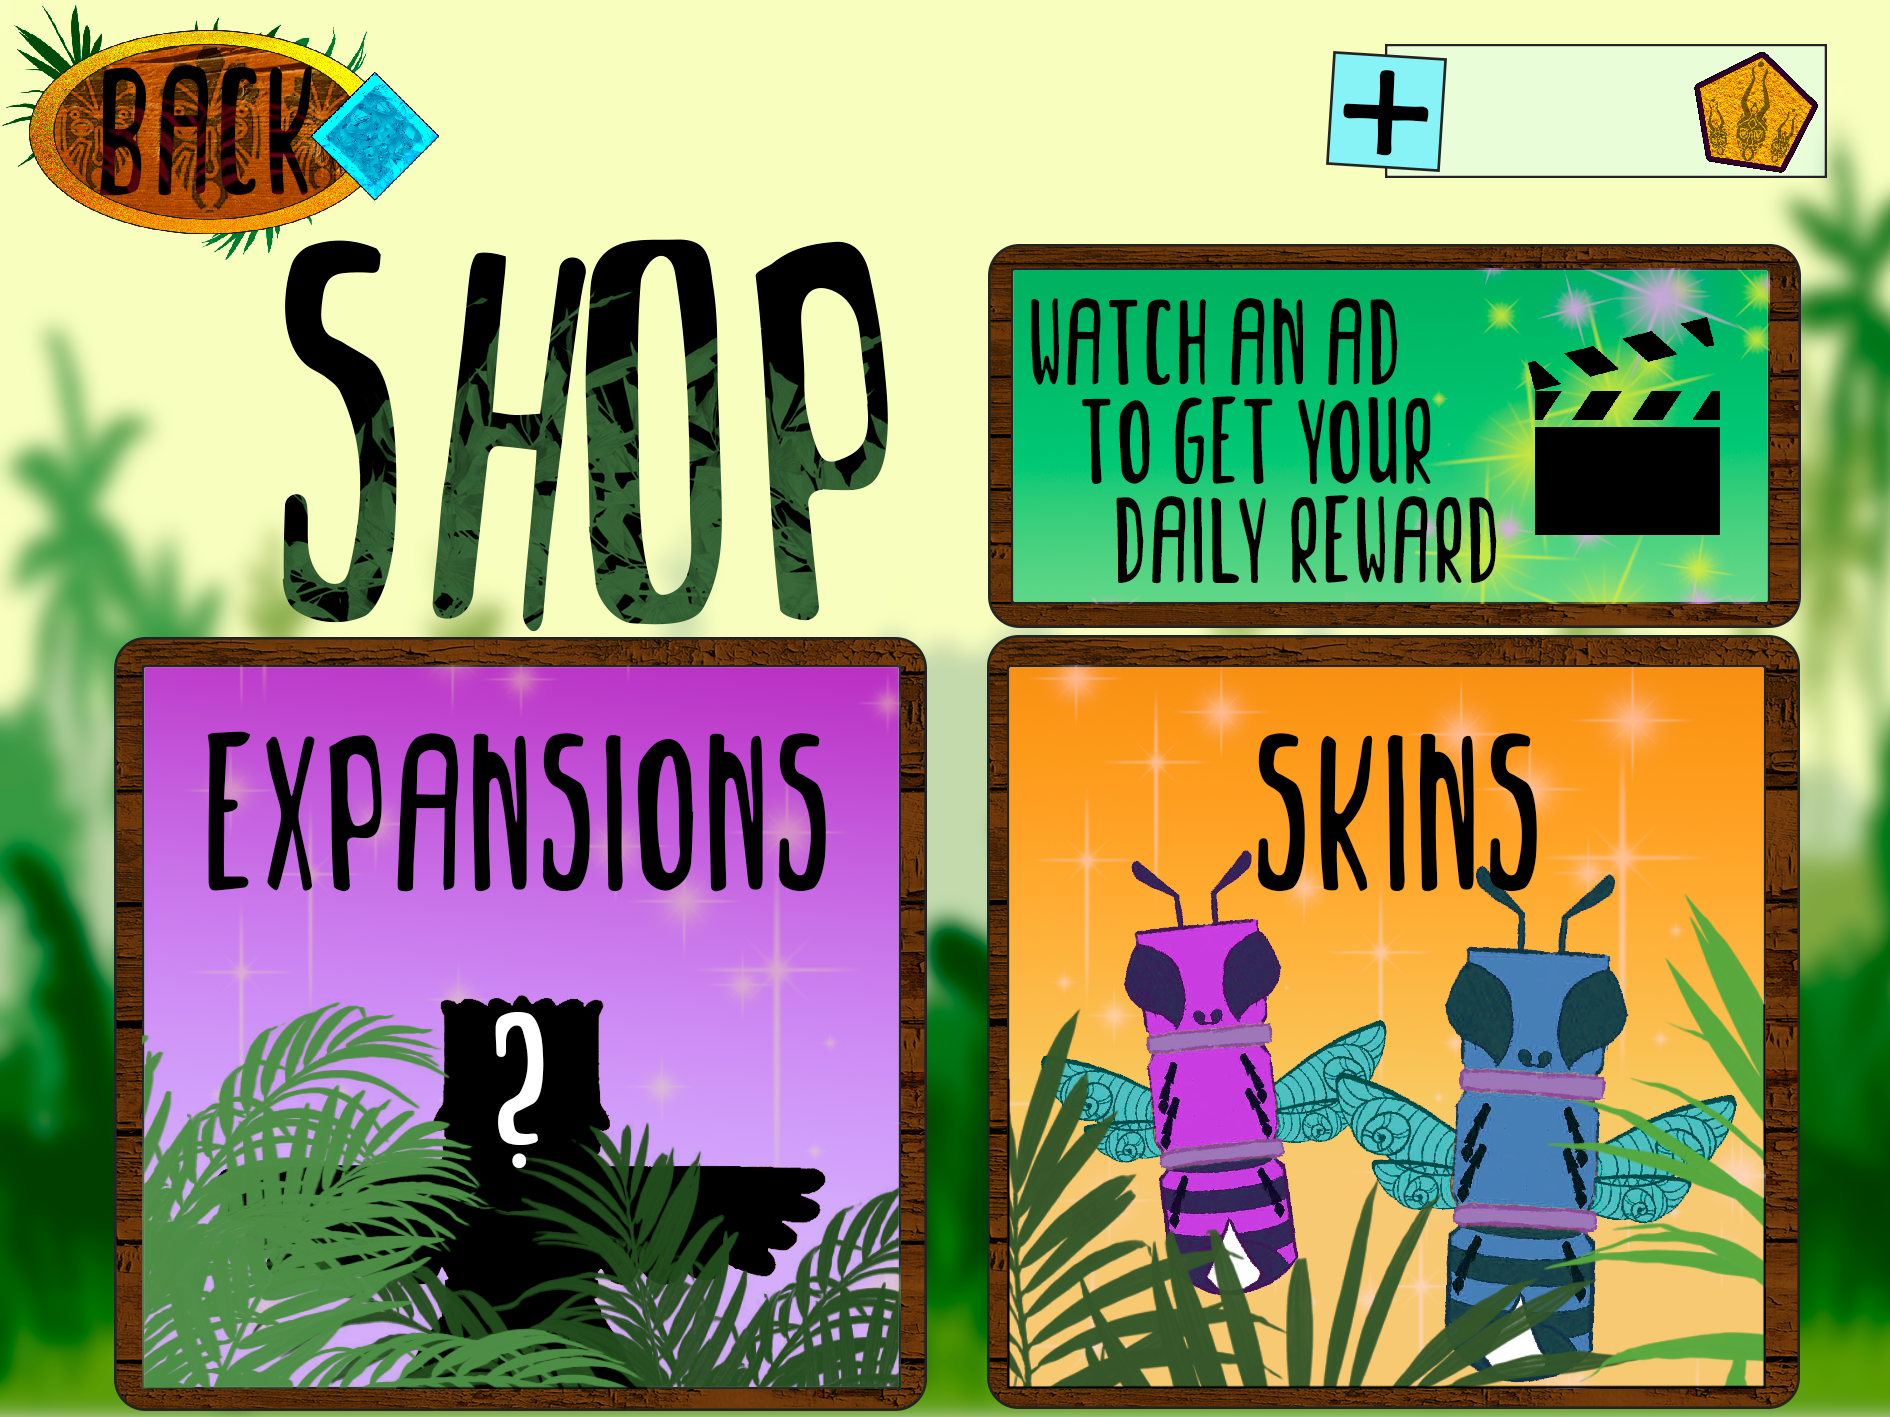 BACK
+
SHOP
WATCH AN AD
TO GET YOUR
DAILY REWARD
EXPANSIONS
?
SKINS